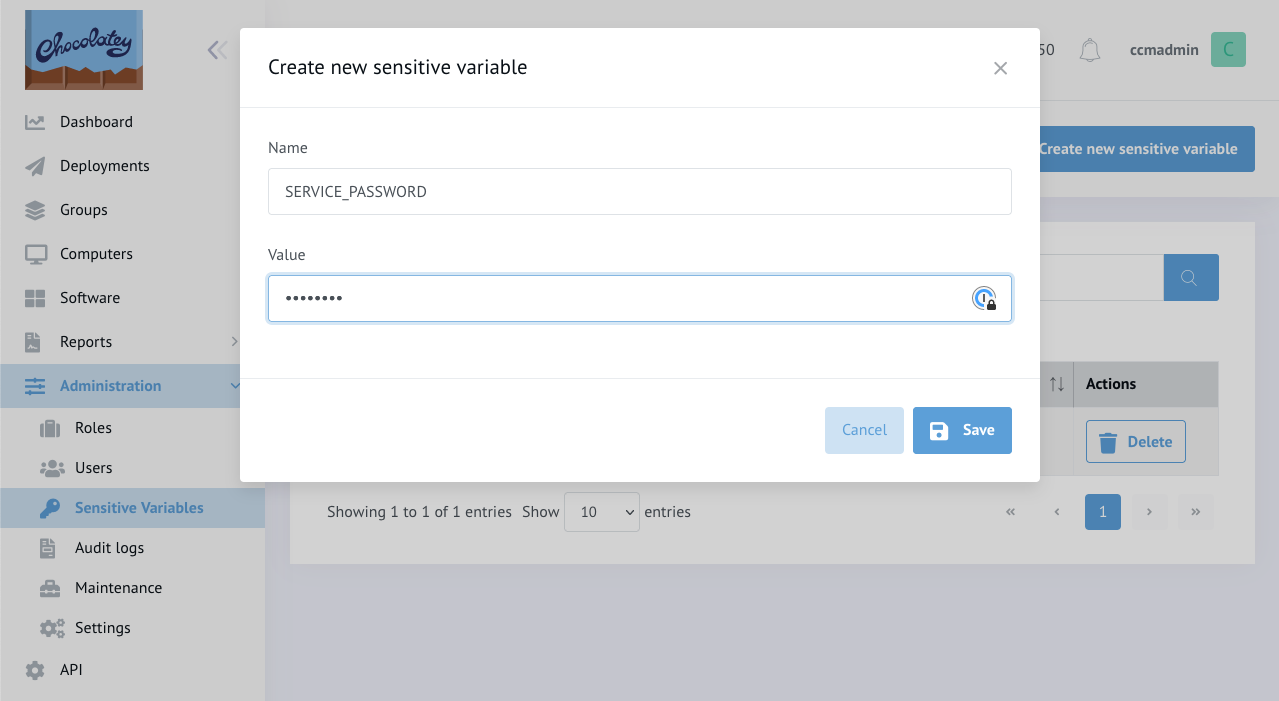 Chocolatey
50
ccmadmin
C
Create new sensitive variable
Dashboard
Deployments
Groups
Computers
Software
Reports
Administration
Roles
Users
Sensitive Variables
Audit logs
Maintenance
Settings
API
Create new sensitive variable
Name
SERVICE_PASSWORD
Value
••••••••
Cancel
Save
Actions
Delete
Showing 1 to 1 of 1 entries Show 10 entries
« ‹ 1 › »